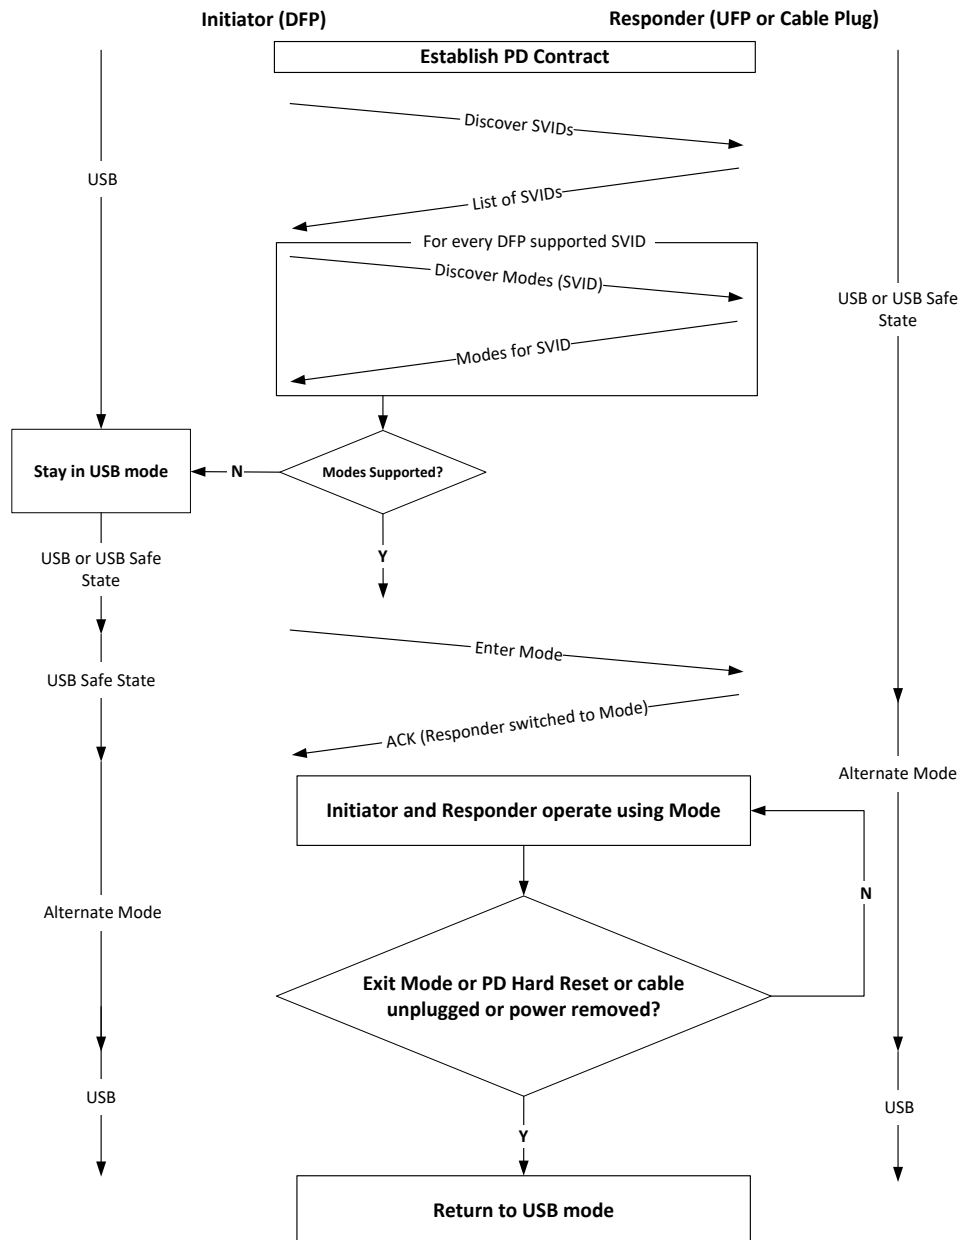 Initiator (DFP)
Responder (UFP or Cable Plug)
Establish PD Contract
Discover SVIDs
USB
List of SVIDs
For every DFP supported SVID
Discover Modes (SVID)
USB or USB Safe
State
Modes for SVID
Stay in USB mode
N
Modes Supported?
USB or USB Safe
State
Y
Enter Mode
USB Safe State
ACK (Responder switched to Mode)
Alternate Mode
Initiator and Responder operate using Mode
N
Alternate Mode
Exit Mode or PD Hard Reset or cable
unplugged or power removed?
USB
USB
Y
Return to USB mode